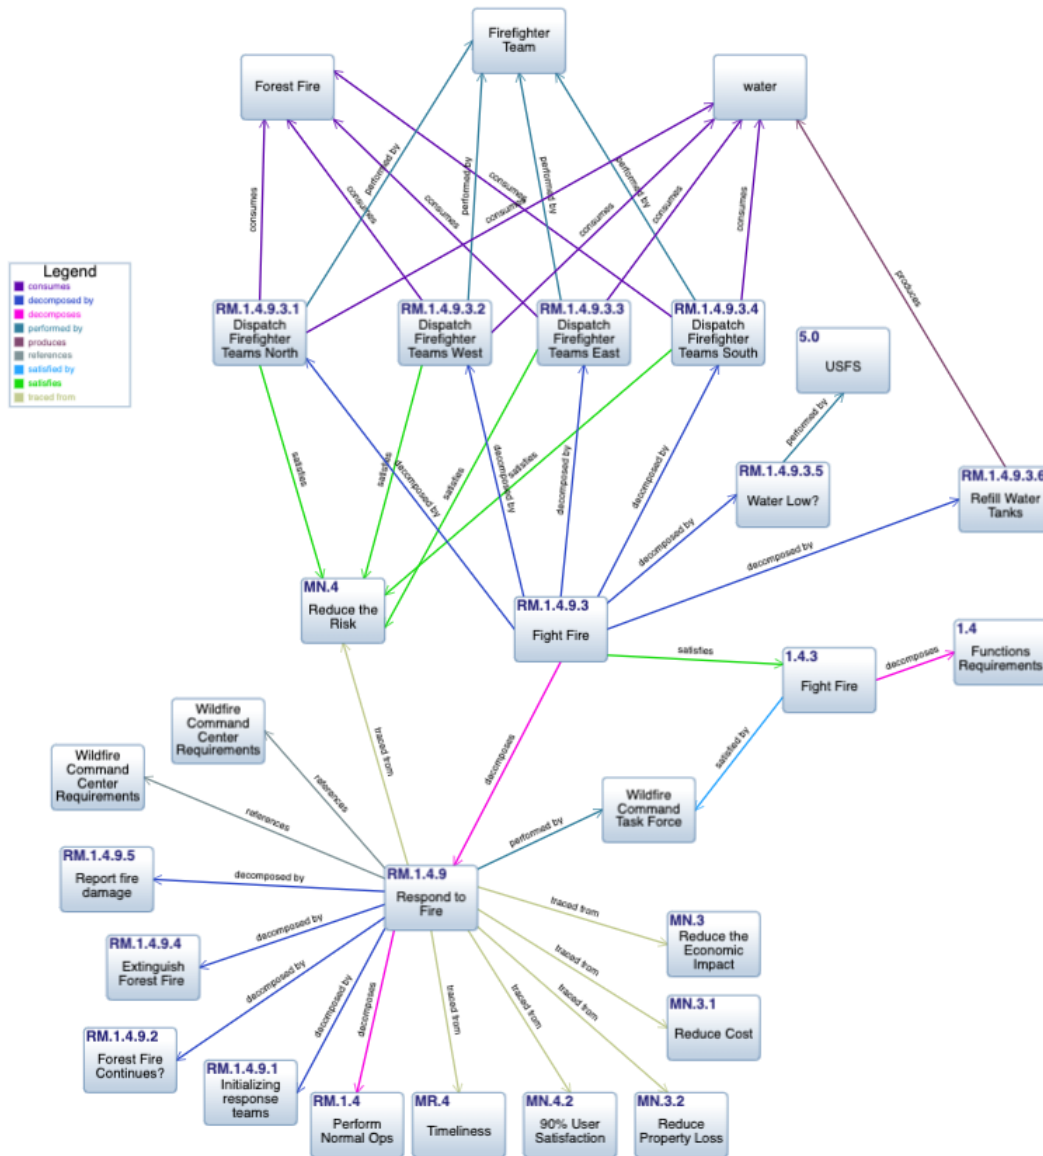 Firefighter
Team
Forest Fire
water
performed by
performed by
performed by
performed by
consumes
consumes
consumes
consumes
consumes
consumes
consumes
consumes
produces
Legend
consumes
decomposed by
decomposes
performed by
produces
references
satisfied by
satisfies
traced from
RM.1.4.9.3.1
Dispatch
Firefighter
Teams North
RM.1.4.9.3.2
Dispatch
Firefighter
Teams West
RM.1.4.9.3.3
Dispatch
Firefighter
Teams East
RM.1.4.9.3.4
Dispatch
Firefighter
Teams South
5.0
USFS
performed by
satisfies
satisfies
satisfies
satisfies
decomposed by
decomposed by
decomposed by
decomposed by
decomposed by
decomposed by
RM.1.4.9.3.5
Water Low?
RM.1.4.9.3.6
Refill Water
Tanks
MN.4
Reduce the
Risk
RM.1.4.9.3
Fight Fire
satisfies
1.4.3
Fight Fire
decomposes
1.4
Functions
Requirements
Wildfire
Command
Center
Requirements
Wildfire
Command
Center
Requirements
references
references
traced from
decomposes
satisfied by
Wildfire
Command
Task Force
performed by
RM.1.4.9.5
Report fire
damage
decomposed by
RM.1.4.9
Respond to
Fire
RM.1.4.9.4
Extinguish
Forest Fire
decomposed by
decomposed by
decomposed by
decomposes
traced from
traced from
traced from
traced from
traced from
MN.3
Reduce the
Economic
Impact
MN.3.1
Reduce Cost
RM.1.4.9.2
Forest Fire
Continues?
RM.1.4.9.1
Initializing
response
teams
RM.1.4
Perform
Normal Ops
MR.4
Timeliness
MN.4.2
90% User
Satisfaction
MN.3.2
Reduce
Property Loss